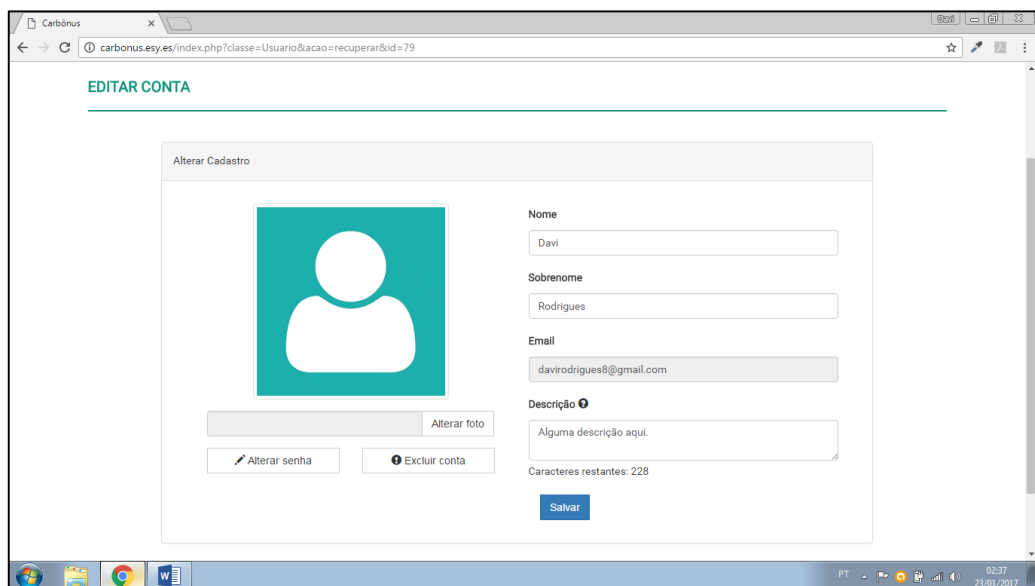 Carbônus
Davi
carbonus.esy.es/index.php?classe=Usuario&acao=recuperar&id=79
EDITAR CONTA
Alterar Cadastro
Nome
Davi
Sobrenome
Rodrigues
Email
davirodrigues8@gmail.com
Descrição
Alguma descrição aqui.
Caracteres restantes: 228
Alterar foto
Alterar senha
Excluir conta
Salvar
PT
02:37
23/01/2017